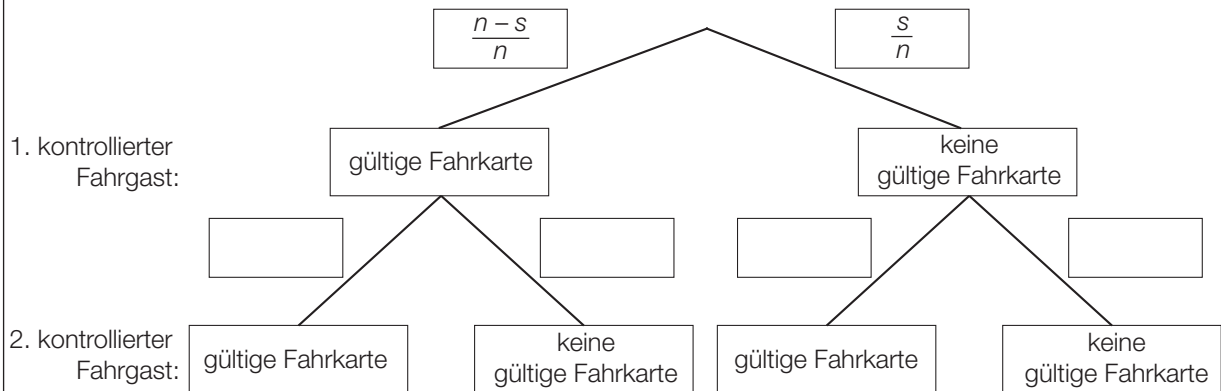 n – s
n
s
n
1. kontrollierter
Fahrgast:
gültige Fahrkarte
keine
gültige Fahrkarte
2. kontrollierter
Fahrgast:
gültige Fahrkarte
keine
gültige Fahrkarte
gültige Fahrkarte
keine
gültige Fahrkarte